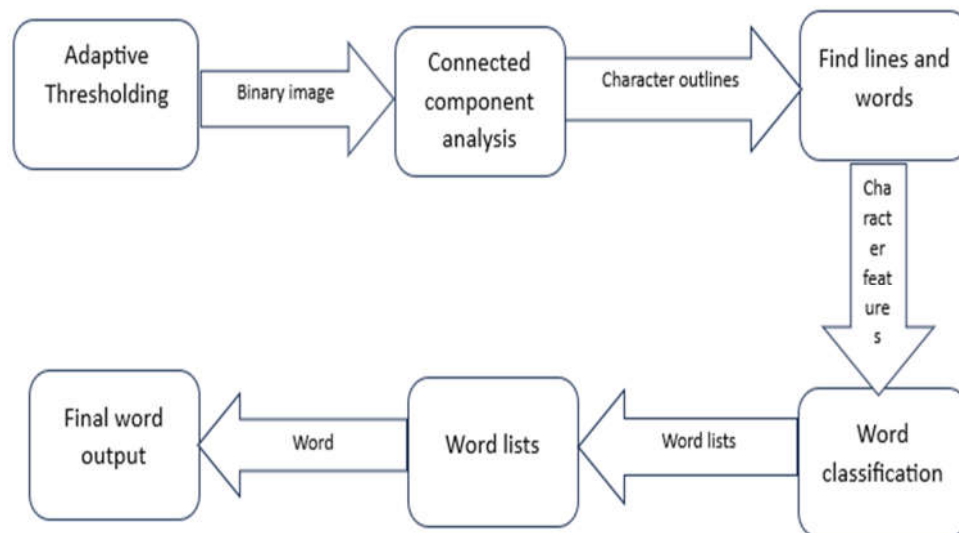 Adaptive
Thresholding
Binary image
Connected
component
analysis
Character outlines
Find lines and
words
Cha
ract
er
feat
ure
s
Word
classification
Word lists
Word lists
Word
Final word
output